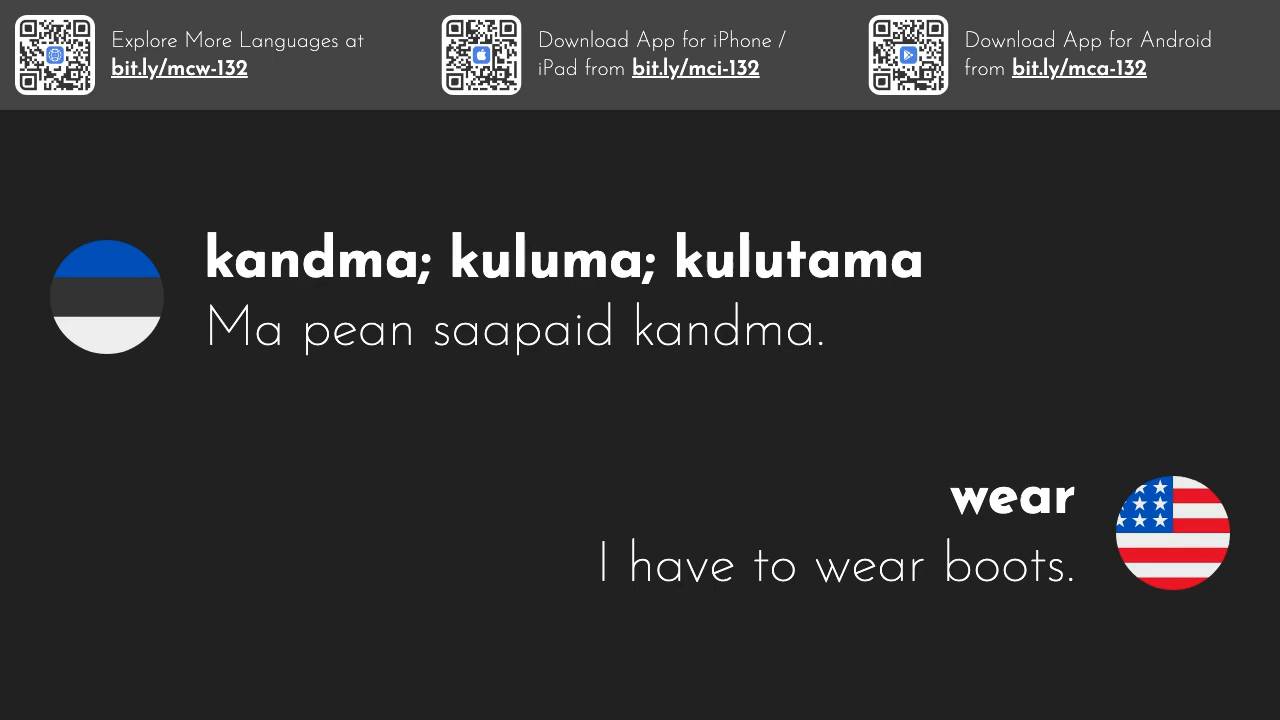 Explore More Languages at
bit.ly/mcw-132
Download App for iPhone /
iPad from bit.ly/mci-132
Download App for Android
from bit.ly/mca-132
kandma; kuluma; kulutama
Ma pean saapaid kandma.
wear
I have to wear boots.